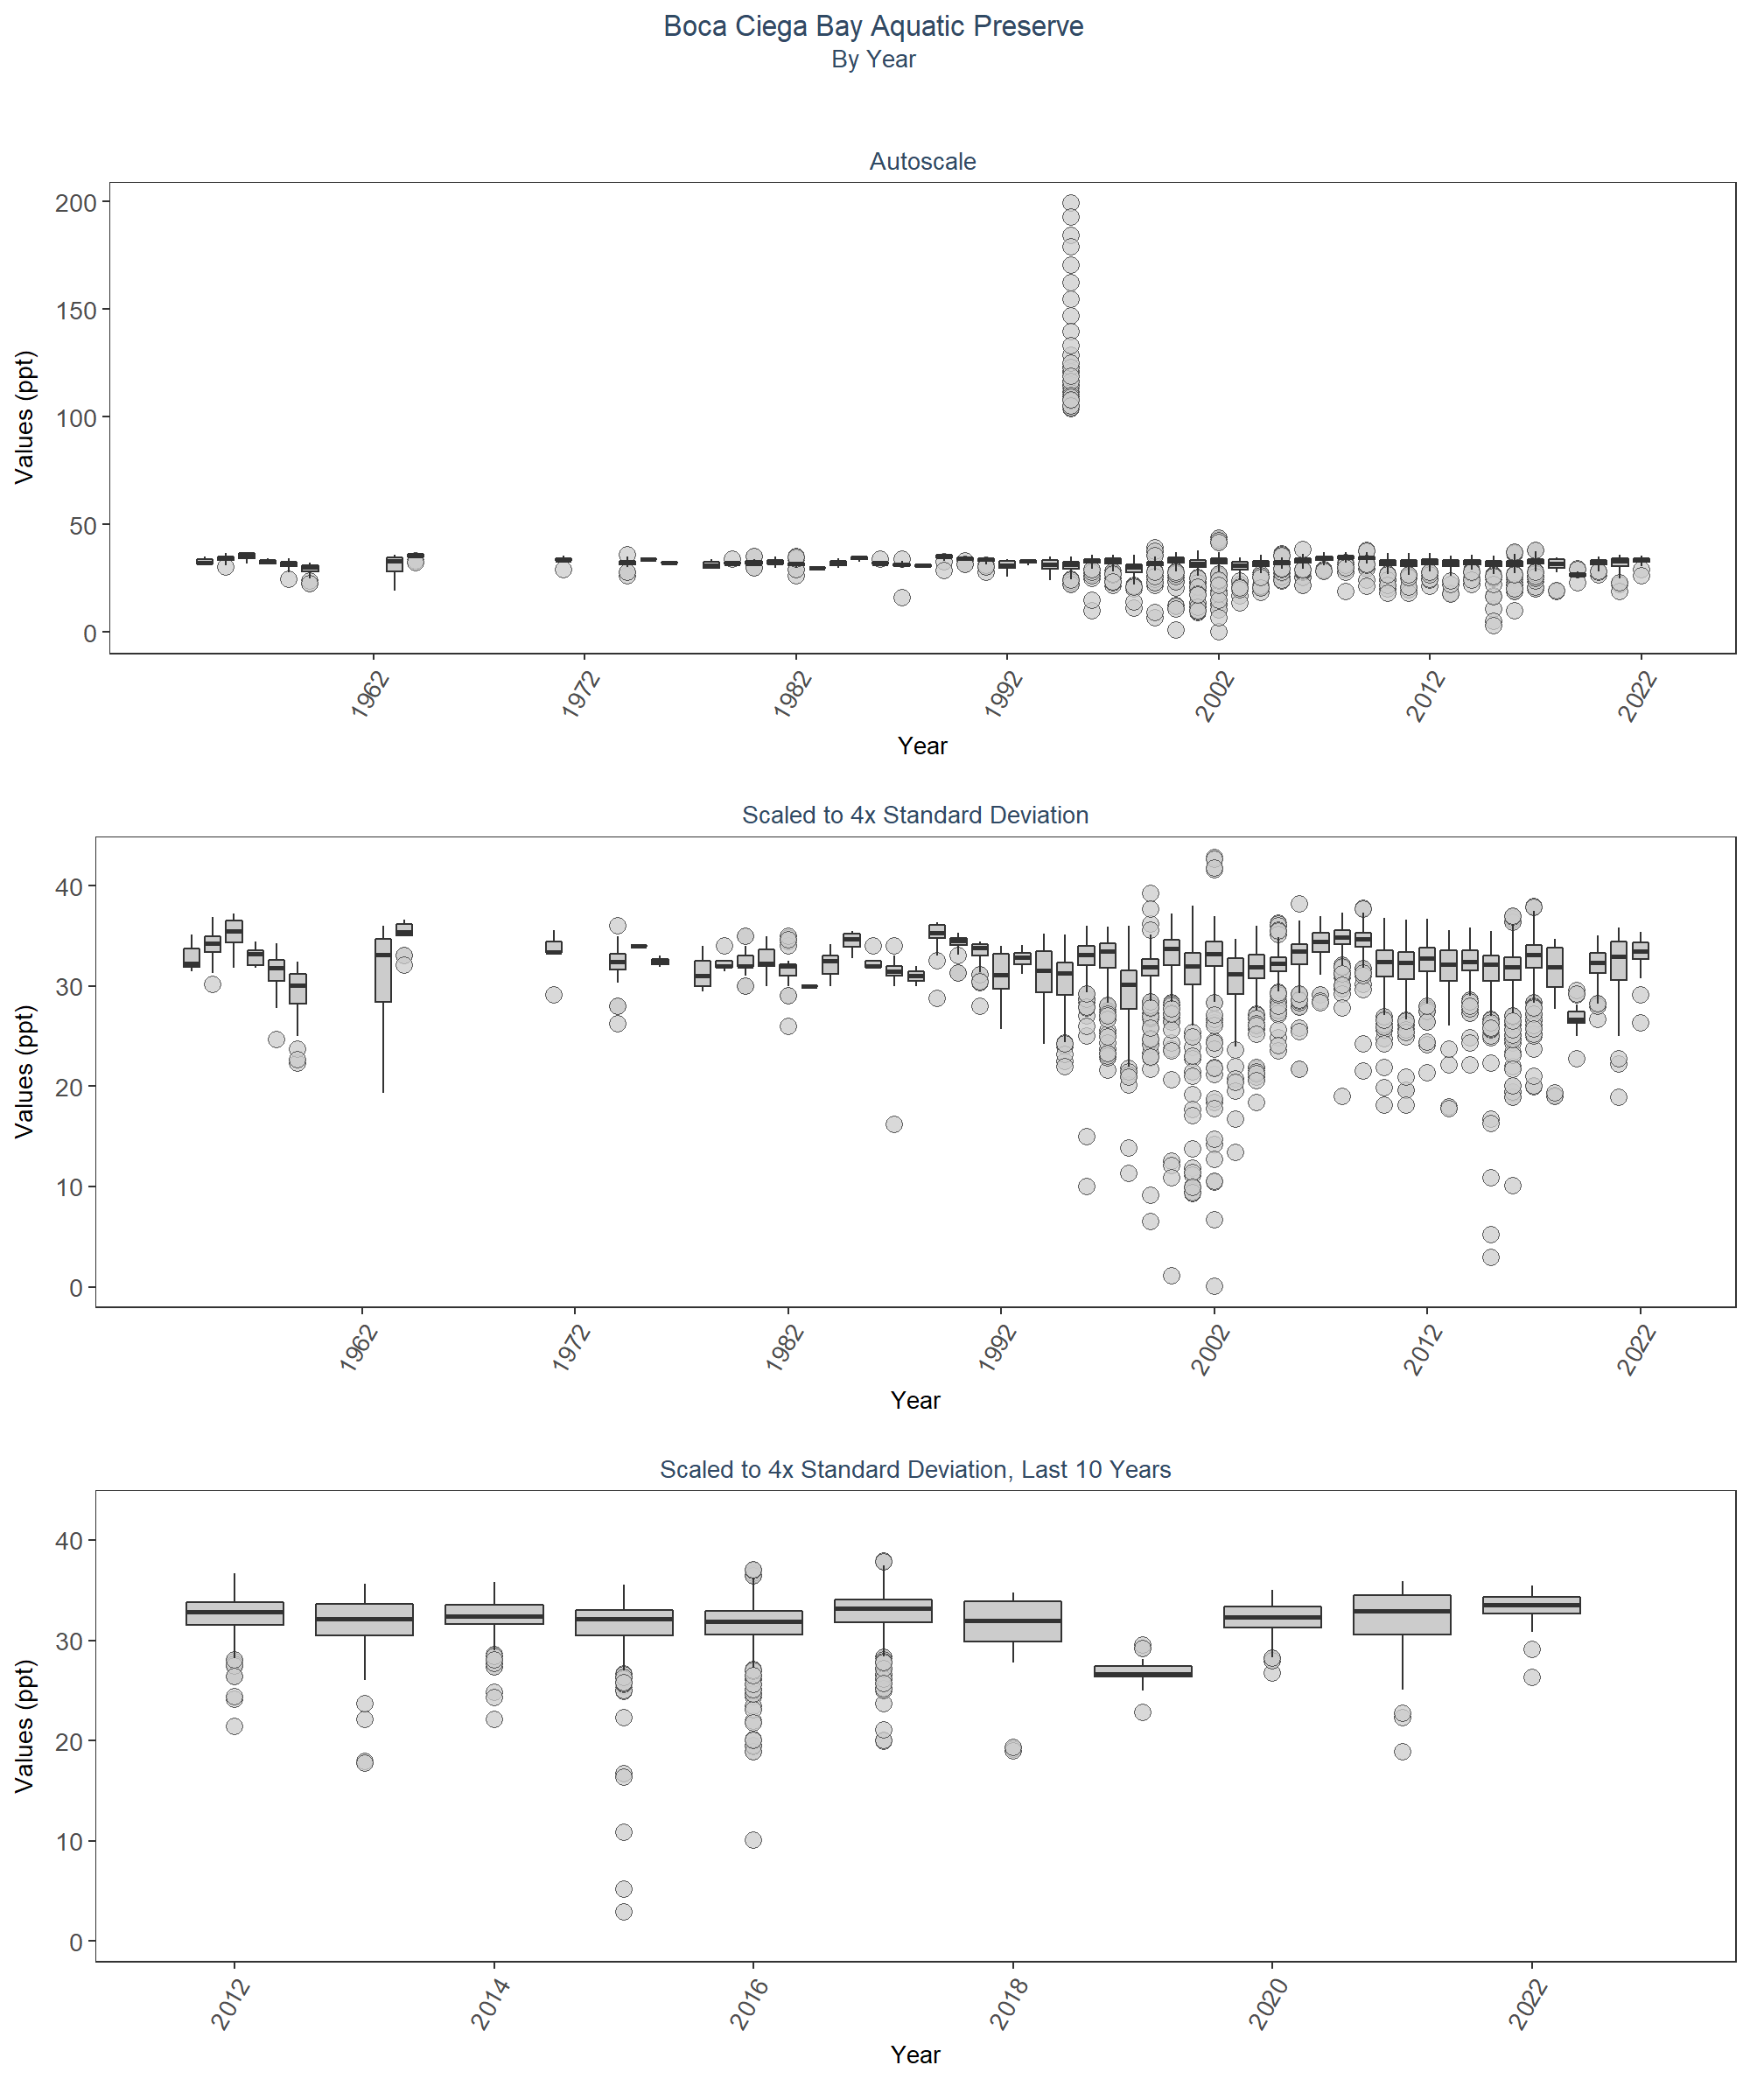 Boca Ciega Bay Aquatic Preserve
By Year
Autoscale
Values (ppt)
200
150
100
50
0
1962 1972 1982 1992 2002 2012 2022
Year
Scaled to 4x Standard Deviation
Values (ppt)
40
30
20
10
0
1962 1972 1982 1992 2002 2012 2022
Year
Scaled to 4x Standard Deviation, Last 10 Years
Values (ppt)
40
30
20
10
0
2012 2014 2016 2018 2020 2022
Year